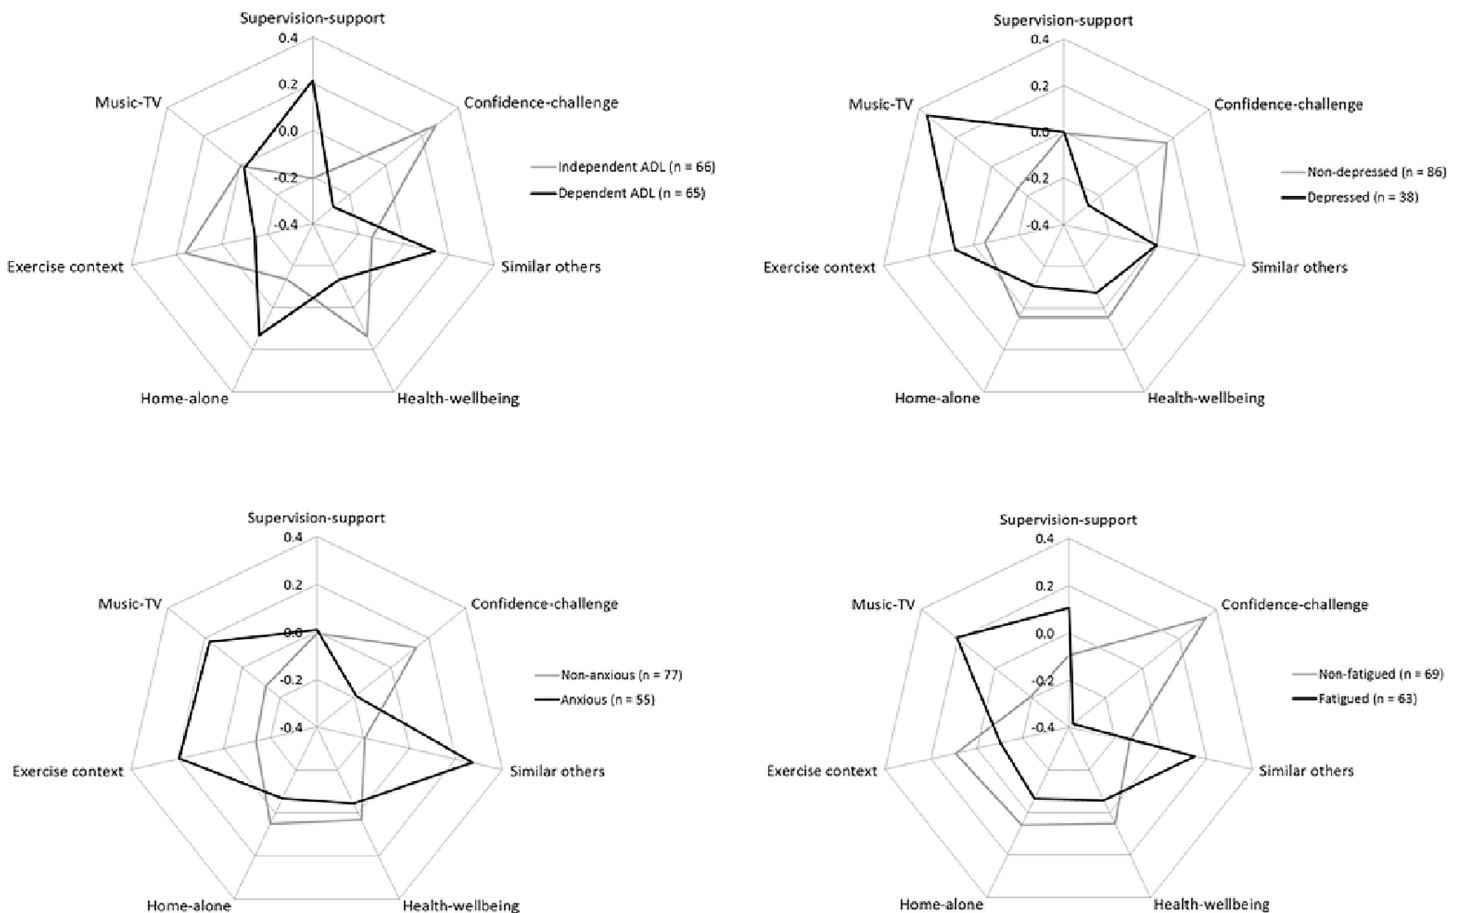 Supervision-support
0.4
0.2
0.0
-0.2
-0.4
Music-TV
Confidence-challenge
Exercise context
Similar others
Home-alone
Health-wellbeing
Independent ADL (n = 66)
Dependent ADL (n = 65)
Supervision-support
0.4
0.2
0.0
-0.2
-0.4
Music-TV
Confidence-challenge
Exercise context
Similar others
Home-alone
Health-wellbeing
Non-depressed (n = 86)
Depressed (n = 38)
Supervision-support
0.4
0.2
0.0
-0.2
-0.4
Music-TV
Confidence-challenge
Exercise context
Similar others
Home-alone
Health-wellbeing
Non-anxious (n = 77)
Anxious (n = 55)
Supervision-support
0.4
0.2
0.0
-0.2
-0.4
Music-TV
Confidence-challenge
Exercise context
Similar others
Home-alone
Health-wellbeing
Non-fatigued (n = 69)
Fatigued (n = 63)